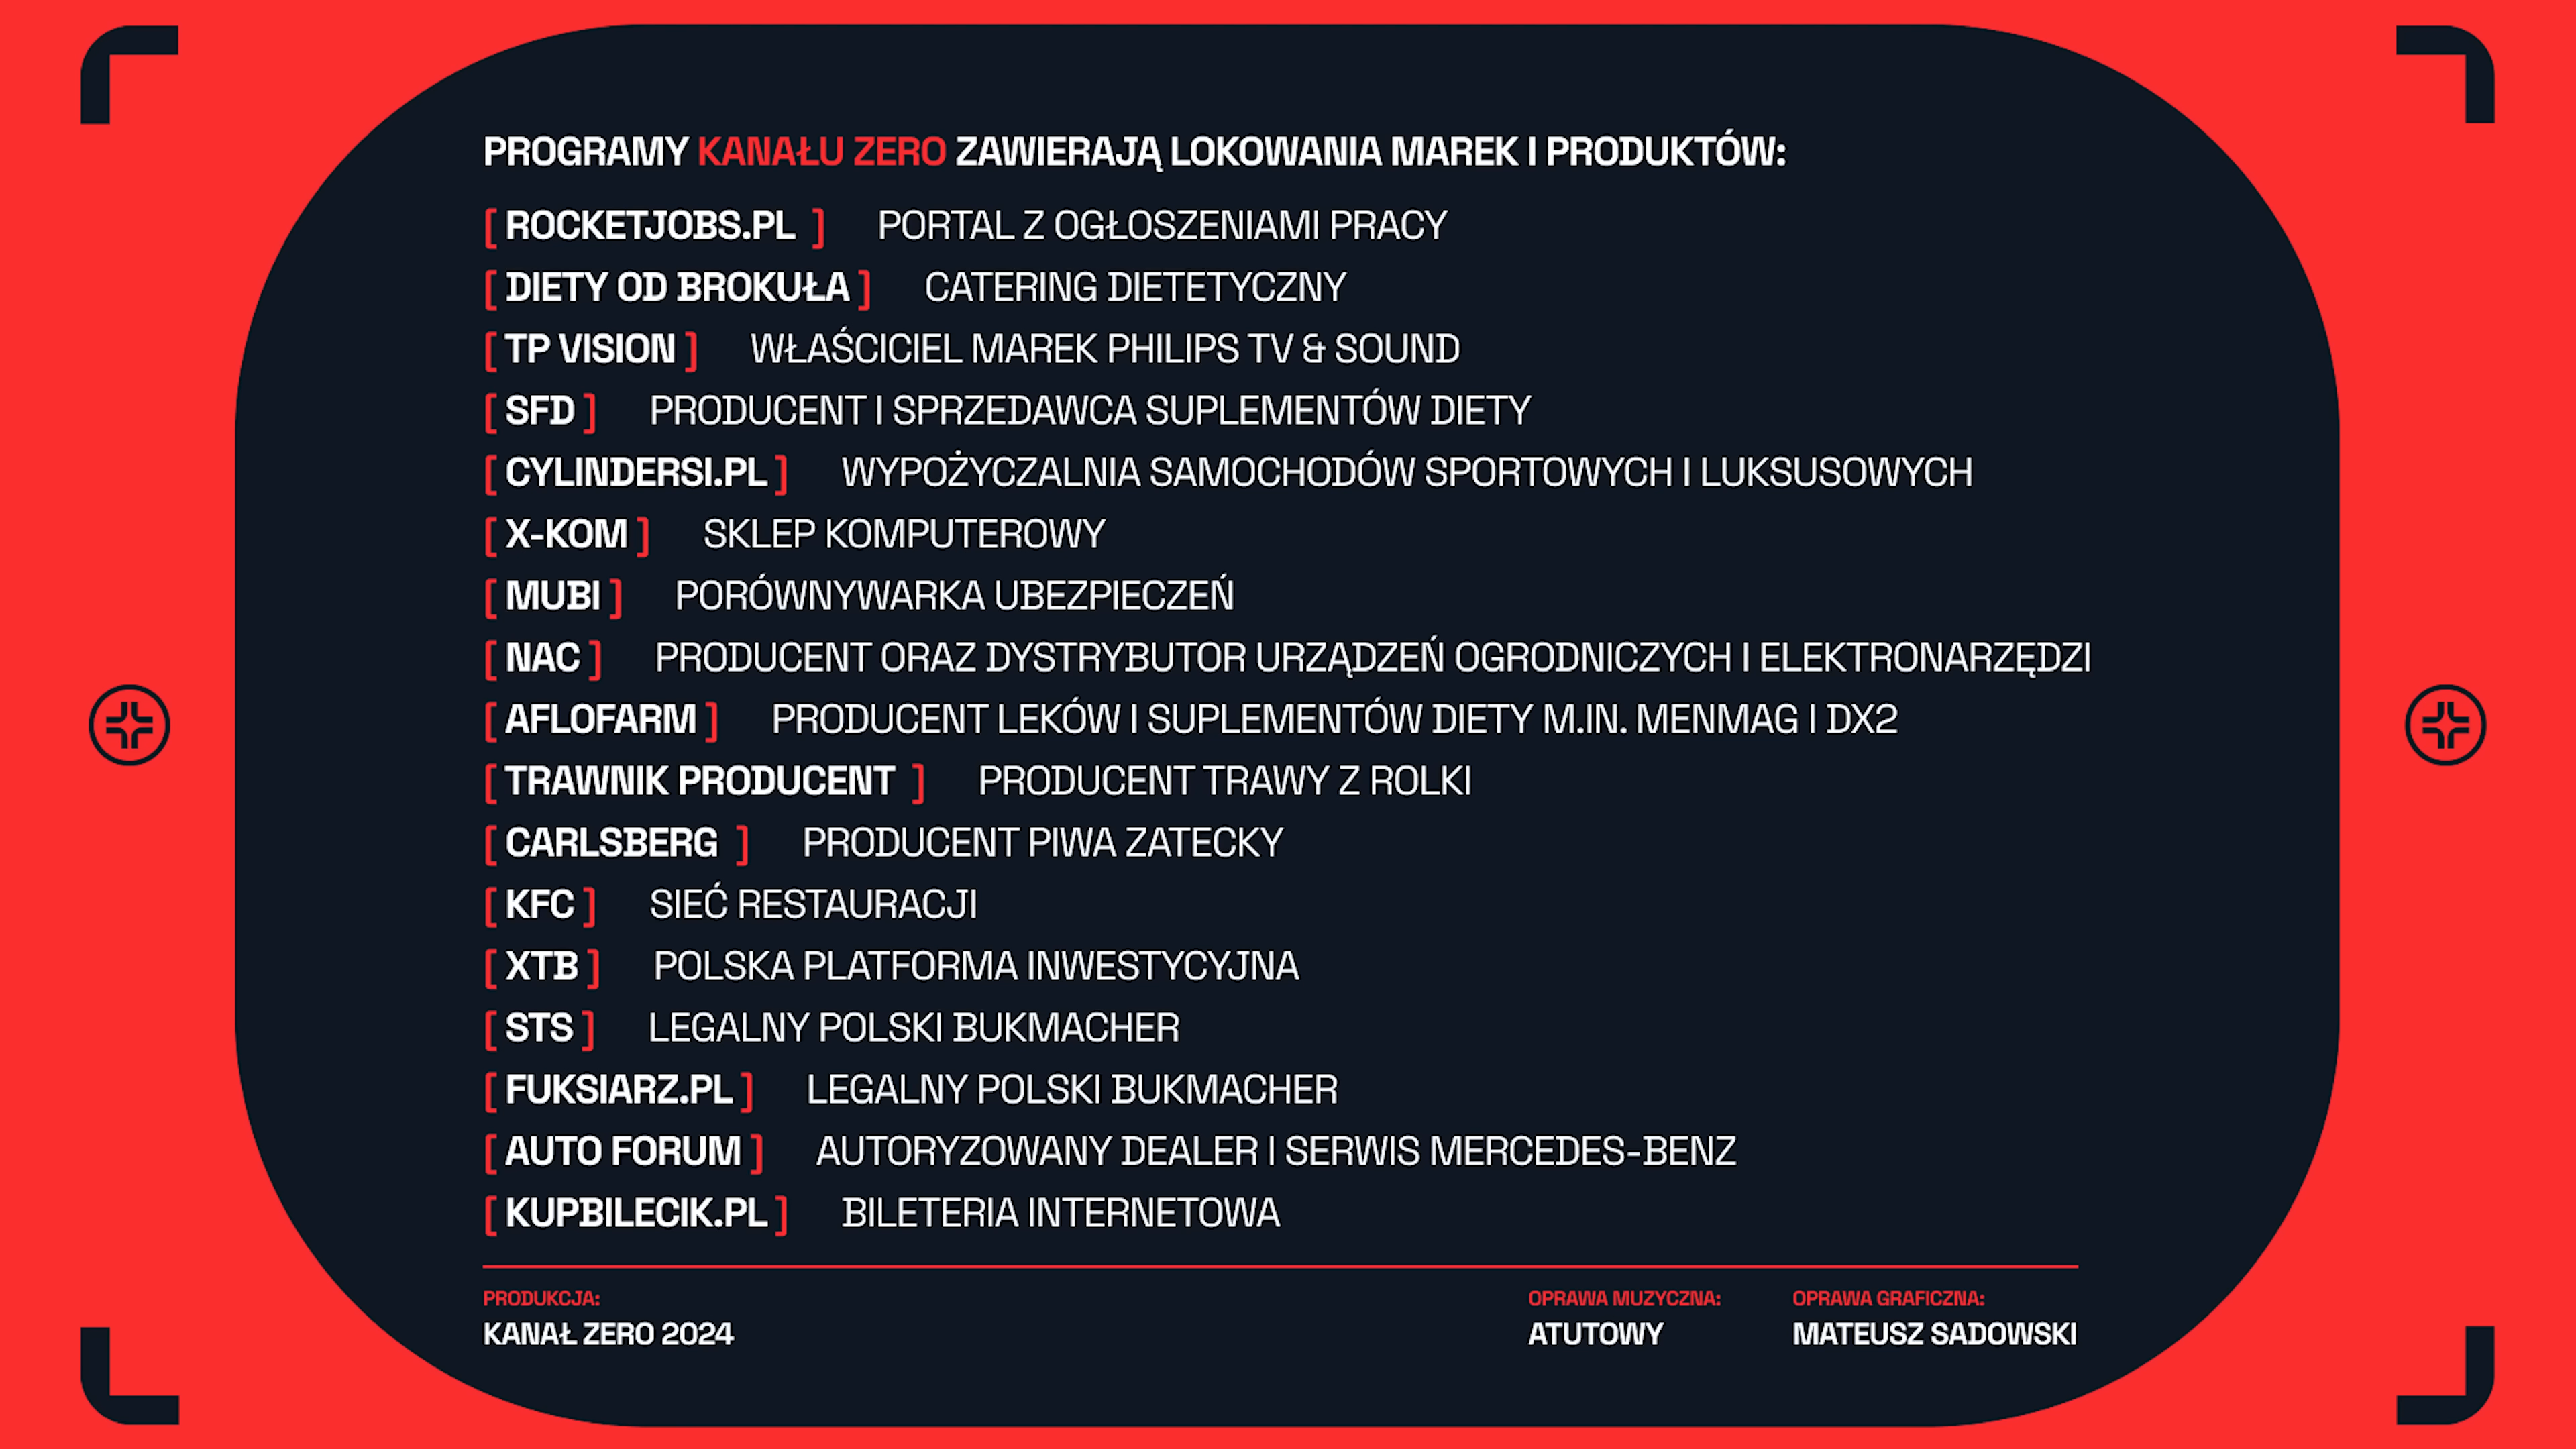 PROGRAMY KANAŁU ZERO ZAWIERAJĄ LOKOWANIA MAREK I PRODUKTÓW:
[ ROCKETJOBS.PL ] PORTAL Z OGŁOSZENIAMI PRACY
[ DIETY OD BROKUŁA ] CATERING DIETETYCZNY
[ TP VISION ] WŁAŚCICIEL MAREK PHILIPS TV & SOUND
[ SFD ] PRODUCENT I SPRZEDAWCA SUPLEMENTÓW DIETY
[ CYLINDERSI.PL ] WYPOŻYCZALNIA SAMOCHODÓW SPORTOWYCH I LUKSUSOWYCH
[ X-KOM ] SKLEP KOMPUTEROWY
[ MUBI ] PORÓWNYWARKA UBEZPIECZEŃ
[ NAC ] PRODUCENT ORAZ DYSTRYBUTOR URZĄDZEŃ OGRODNICZYCH I ELEKTRONARZĘDZI
[ AFLOFARM ] PRODUCENT LEKÓW I SUPLEMENTÓW DIETY M.IN. MENMAG I DX2
[ TRAWNIK PRODUCENT ] PRODUCENT TRAWY Z ROLKI
[ CARLSBERG ] PRODUCENT PIWA ZATECKY
[ KFC ] SIEĆ RESTAURACJI
[ XTB ] POLSKA PLATFORMA INWESTYCYJNA
[ STS ] LEGALNY POLSKI BUKMACHER
[ FUKSIARZ.PL ] LEGALNY POLSKI BUKMACHER
[ AUTO FORUM ] AUTORYZOWANY DEALER I SERWIS MERCEDES-BENZ
[ KUPBILECIK.PL ] BILETERIA INTERNETOWA
PRODUKCJA: OPRAWA MUZYCZNA: OPRAWA GRAFICZNA:
KANAŁ ZERO 2024 ATUTOWY MATEUSZ SADOWSKI